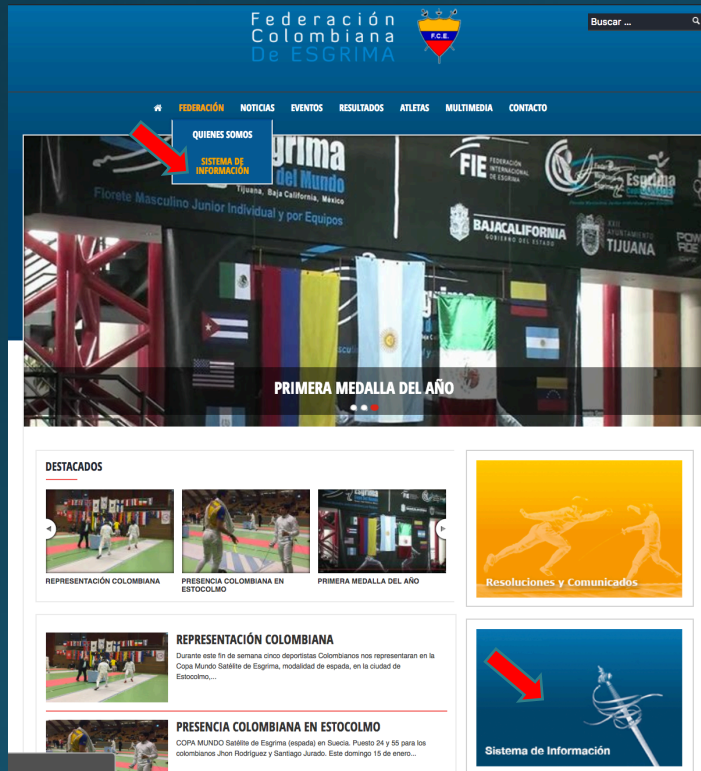 Federación
Colombiana
De ESGRIMA
F.C.E.
Buscar ...
FEDERACIÓN NOTICIAS EVENTOS RESULTADOS ATLETAS MULTIMEDIA CONTACTO
QUIENES SOMOS
SISTEMA DE
INFORMACIÓN
del Mundo
Tijuana, Baja California, México
Florete Masculino Junior Individual y por Equipos
FIE FEDERACIÓN
INTERNACIONAL
DE ESGRIMA
Esgrima
BAJACALIFORNIA
GOBIERNO DEL ESTADO
XXII
AYUNTAMIENTO
TIJUANA
PRIMERA MEDALLA DEL AÑO
DESTACADOS
REPRESENTACIÓN COLOMBIANA
PRESENCIA COLOMBIANA EN
ESTOCOLMO
PRIMERA MEDALLA DEL AÑO
Resoluciones y Comunicados
REPRESENTACIÓN COLOMBIANA
Durante este fin de semana cinco deportistas Colombianos nos representaran en la
Copa Mundo Satélite de Esgrima, modalidad de espada, en la ciudad de
Estocolmo,...
PRESENCIA COLOMBIANA EN ESTOCOLMO
COPA MUNDO Satélite de Esgrima (espada) en Suecia. Puesto 24 y 55 para los
colombianos Jhon Rodríguez y Santiago Jurado. Este domingo 15 de enero...
Sistema de Información